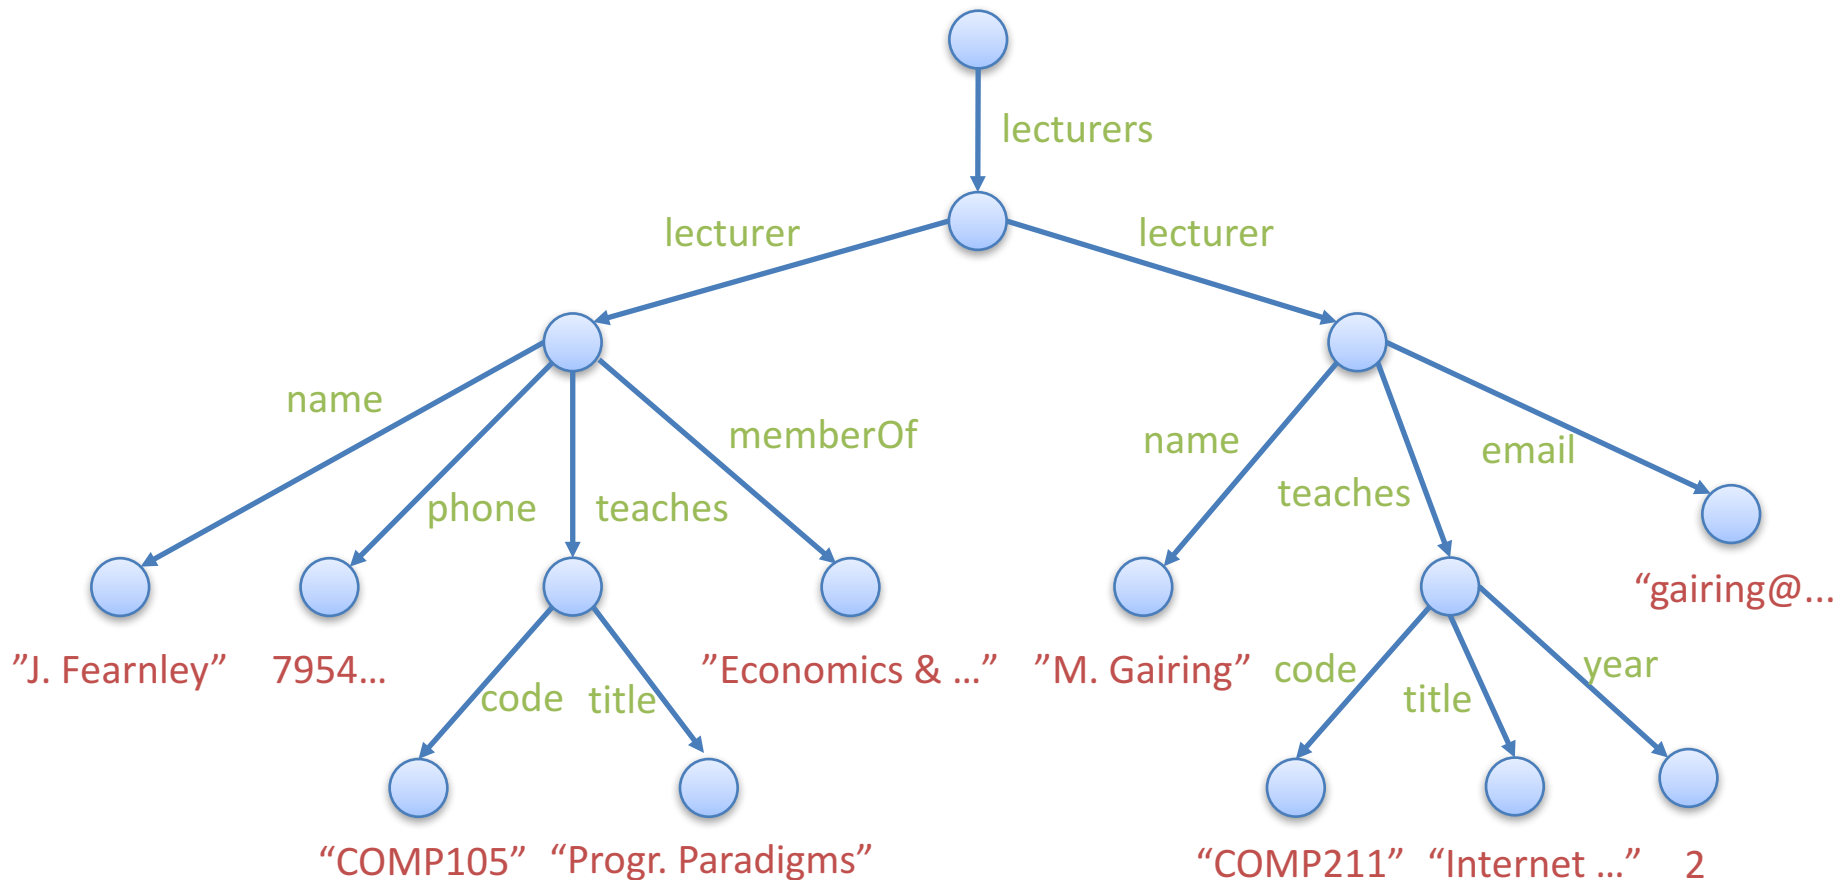 lecturers
lecturer lecturer
name
memberOf
name
email
phone teaches
teaches
“gairing@...
”J. Fearnley” 7954...
”Economics & ...” ”M. Gairing”
code title
code title year
“COMP105” “Progr. Paradigms”
“COMP211” “Internet ...” 2